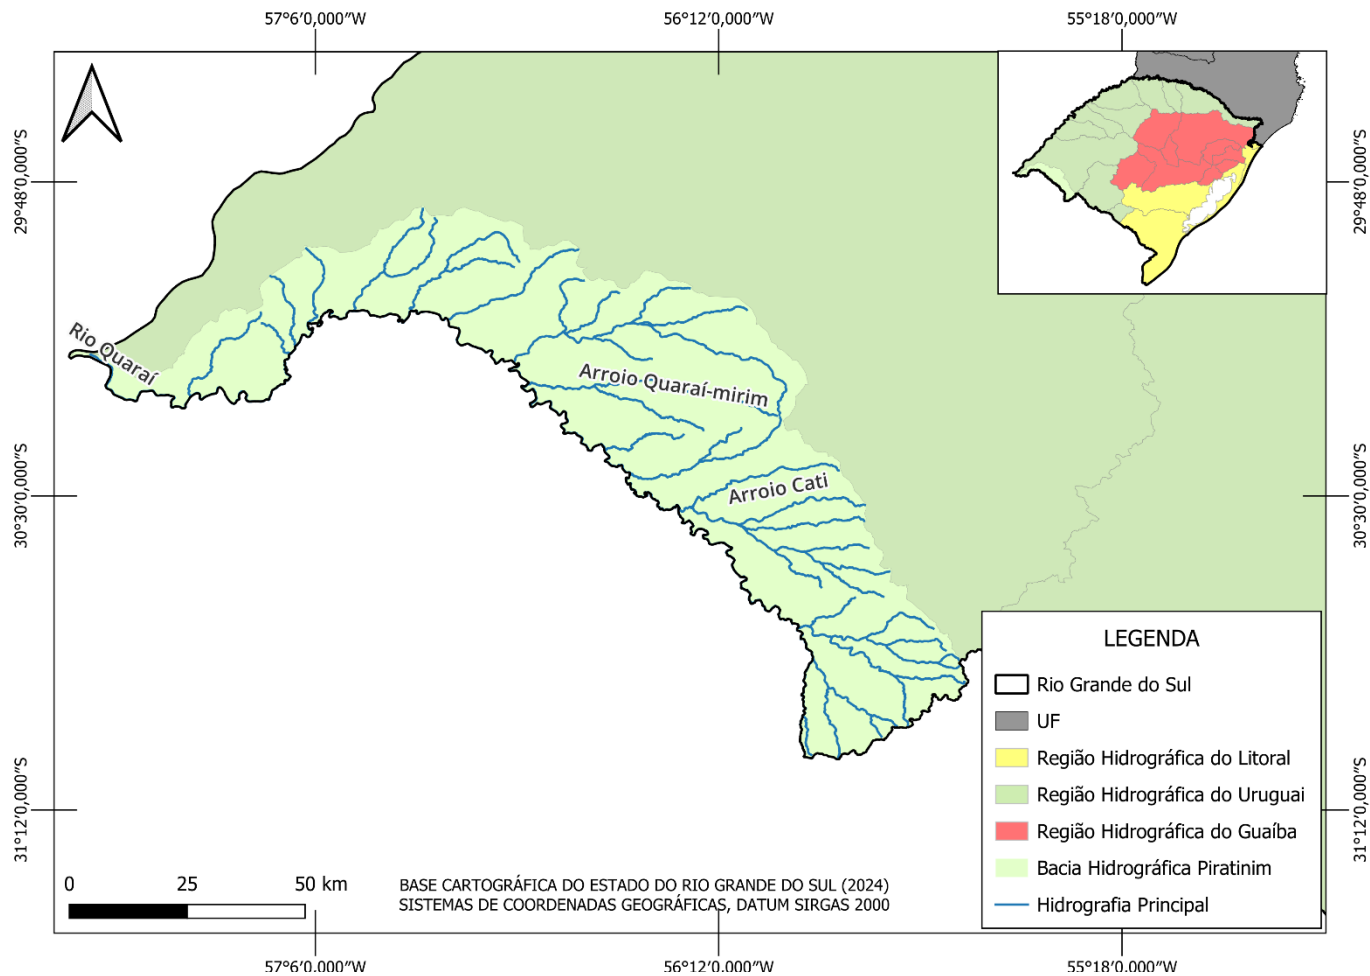 57°6′0,000″W
56°12′0,000″W
55°18′0,000″W
29°48′0,000″S
29°48′0,000″S
Rio Quaraí
Arroio Quaraí-mirim
Arroio Cati
30°30′0,000″S
30°30′0,000″S
LEGENDA
Rio Grande do Sul
UF
Região Hidrográfica do Litoral
Região Hidrográfica do Uruguai
Região Hidrográfica do Guaíba
Bacia Hidrográfica Piratinim
Hidrografia Principal
31°12′0,000″S
31°12′0,000″S
0 25 50 km
BASE CARTOGRÁFICA DO ESTADO DO RIO GRANDE DO SUL (2024)
SISTEMAS DE COORDENADAS GEOGRÁFICAS, DATUM SIRGAS 2000
57°6′0,000″W
56°12′0,000″W
55°18′0,000″W